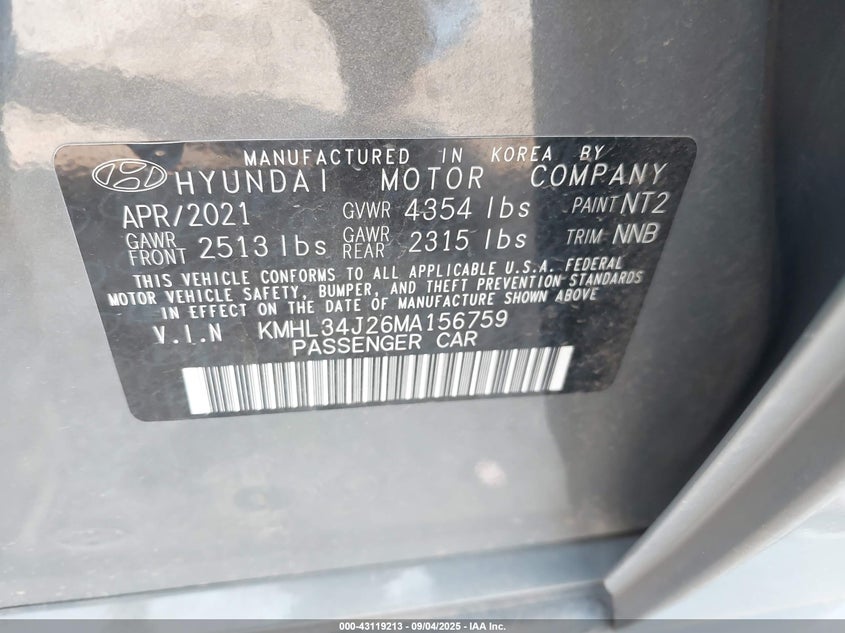 MANUFACTURED IN KOREA BY
HYUNDAI MOTOR COMPANY
APR/2021 GVWR 4354 lbs PAINT NT2
GAWR FRONT 2513 lbs GAWR REAR 2315 lbs TRIM NNB
THIS VEHICLE CONFORMS TO ALL APPLICABLE U.S.A. FEDERAL
MOTOR VEHICLE SAFETY, BUMPER, AND THEFT PREVENTION STANDARDS
IN EFFECT ON THE DATE OF MANUFACTURE SHOWN ABOVE
V.I.N KMHL34J26MA156759
PASSENGER CAR
000-43119213 - 09/04/2025 - IAA Inc.